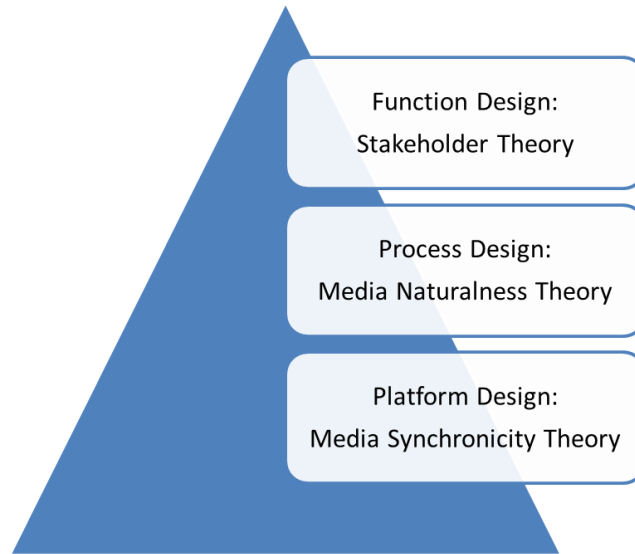 Function Design:
Stakeholder Theory
Process Design:
Media Naturalness Theory
Platform Design:
Media Synchronicity Theory